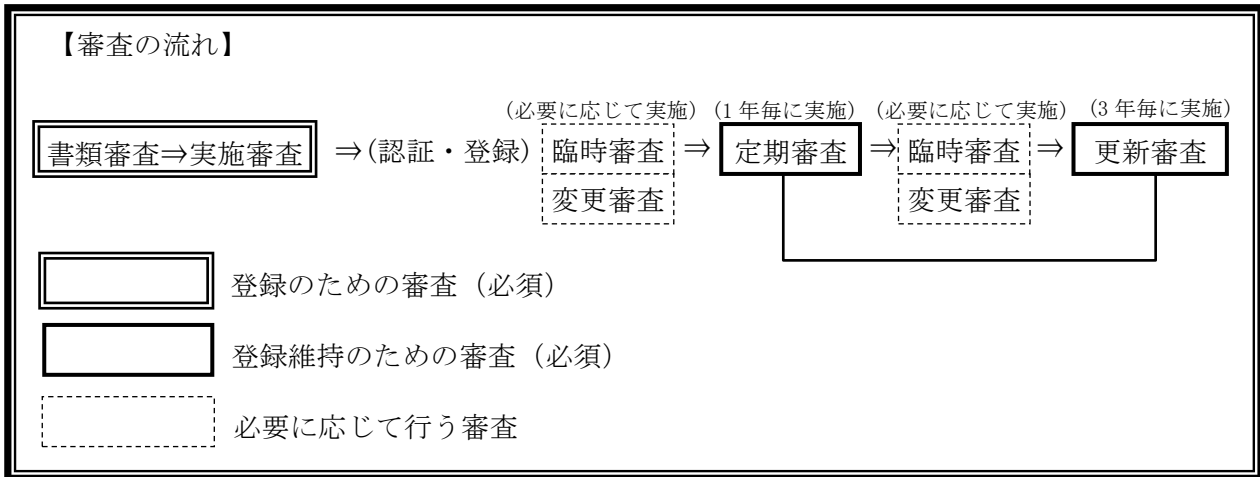 【審査の流れ】
(必要に応じて実施) (1年毎に実施) (必要に応じて実施) (3年毎に実施)
書類審査⇒実施審査 ⇒(認証・登録) 臨時審査 ⇒ 定期審査 ⇒ 臨時審査 ⇒ 更新審査
変更審査 変更審査
登録のための審査(必須)
登録維持のための審査(必須)
必要に応じて行う審査